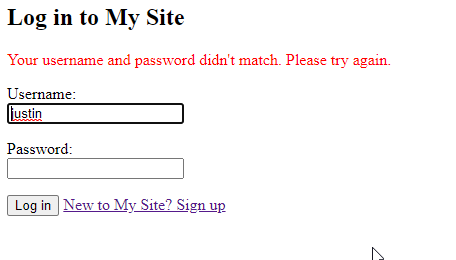 Log in to My Site
Your username and password didn't match. Please try again.
Username:
justin
Password:
Log in New to My Site? Sign up